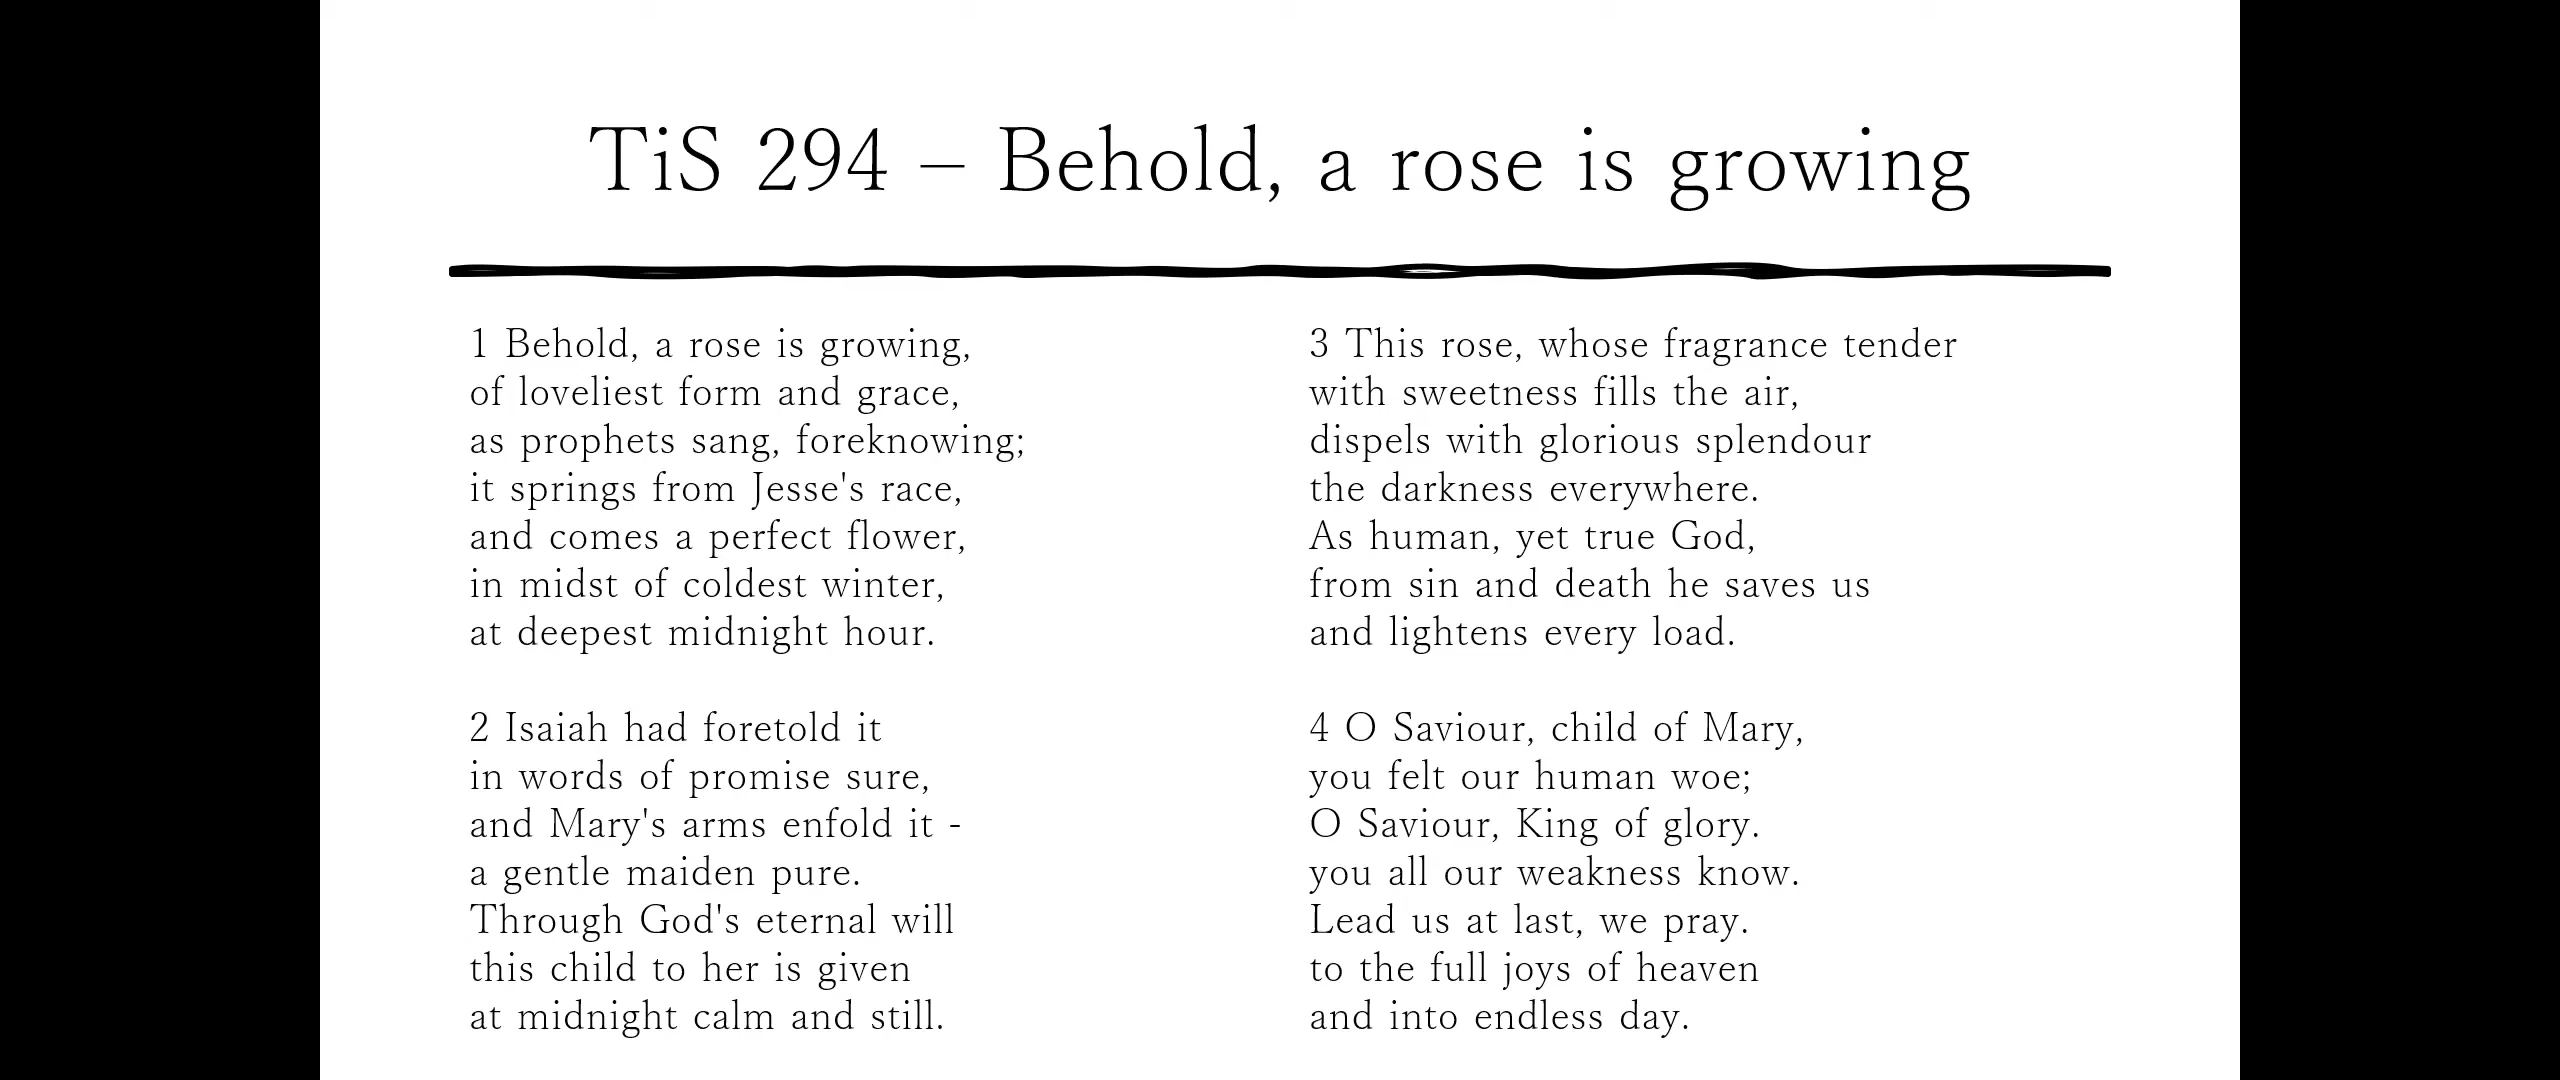 TiS 294 – Behold, a rose is growing
1 Behold, a rose is growing,
of loveliest form and grace,
as prophets sang, foreknowing;
it springs from Jesse's race,
and comes a perfect flower,
in midst of coldest winter,
at deepest midnight hour.
2 Isaiah had foretold it
in words of promise sure,
and Mary's arms enfold it -
a gentle maiden pure.
Through God's eternal will
this child to her is given
at midnight calm and still.
3 This rose, whose fragrance tender
with sweetness fills the air,
dispels with glorious splendour
the darkness everywhere.
As human, yet true God,
from sin and death he saves us
and lightens every load.
4 O Saviour, child of Mary,
you felt our human woe;
O Saviour, King of glory.
you all our weakness know.
Lead us at last, we pray.
to the full joys of heaven
and into endless day.